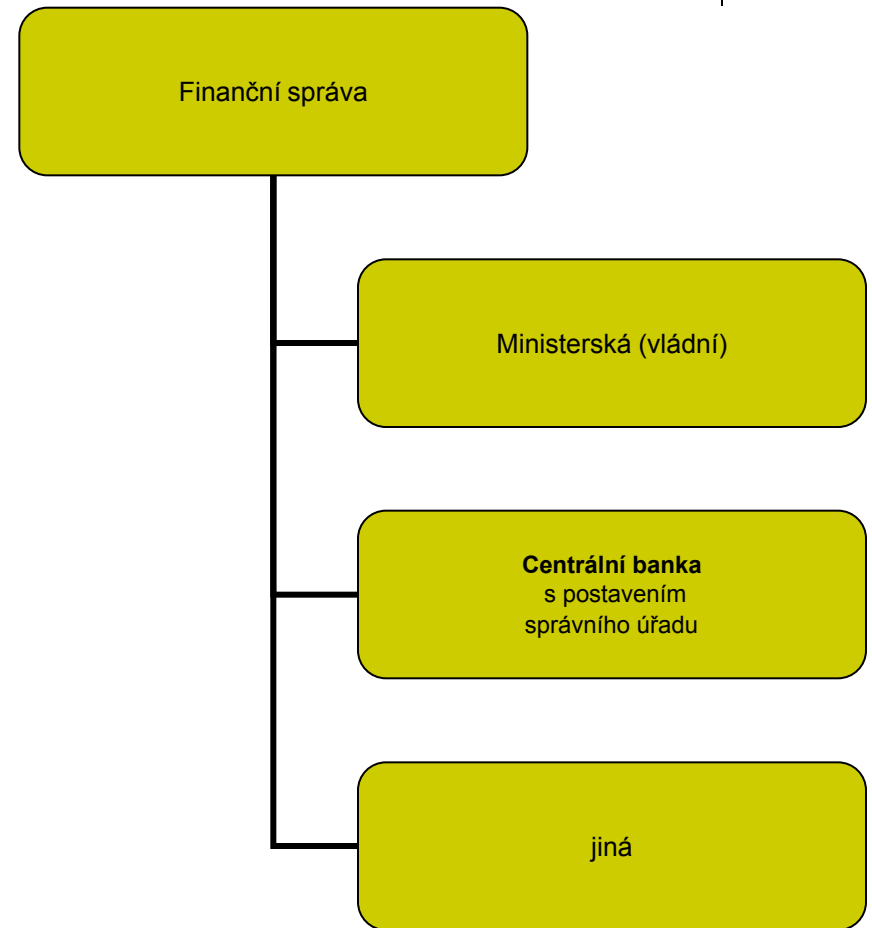 Finanční správa
Ministerská (vládní)
Centrální banka
s postavením
správního úřadu
jiná